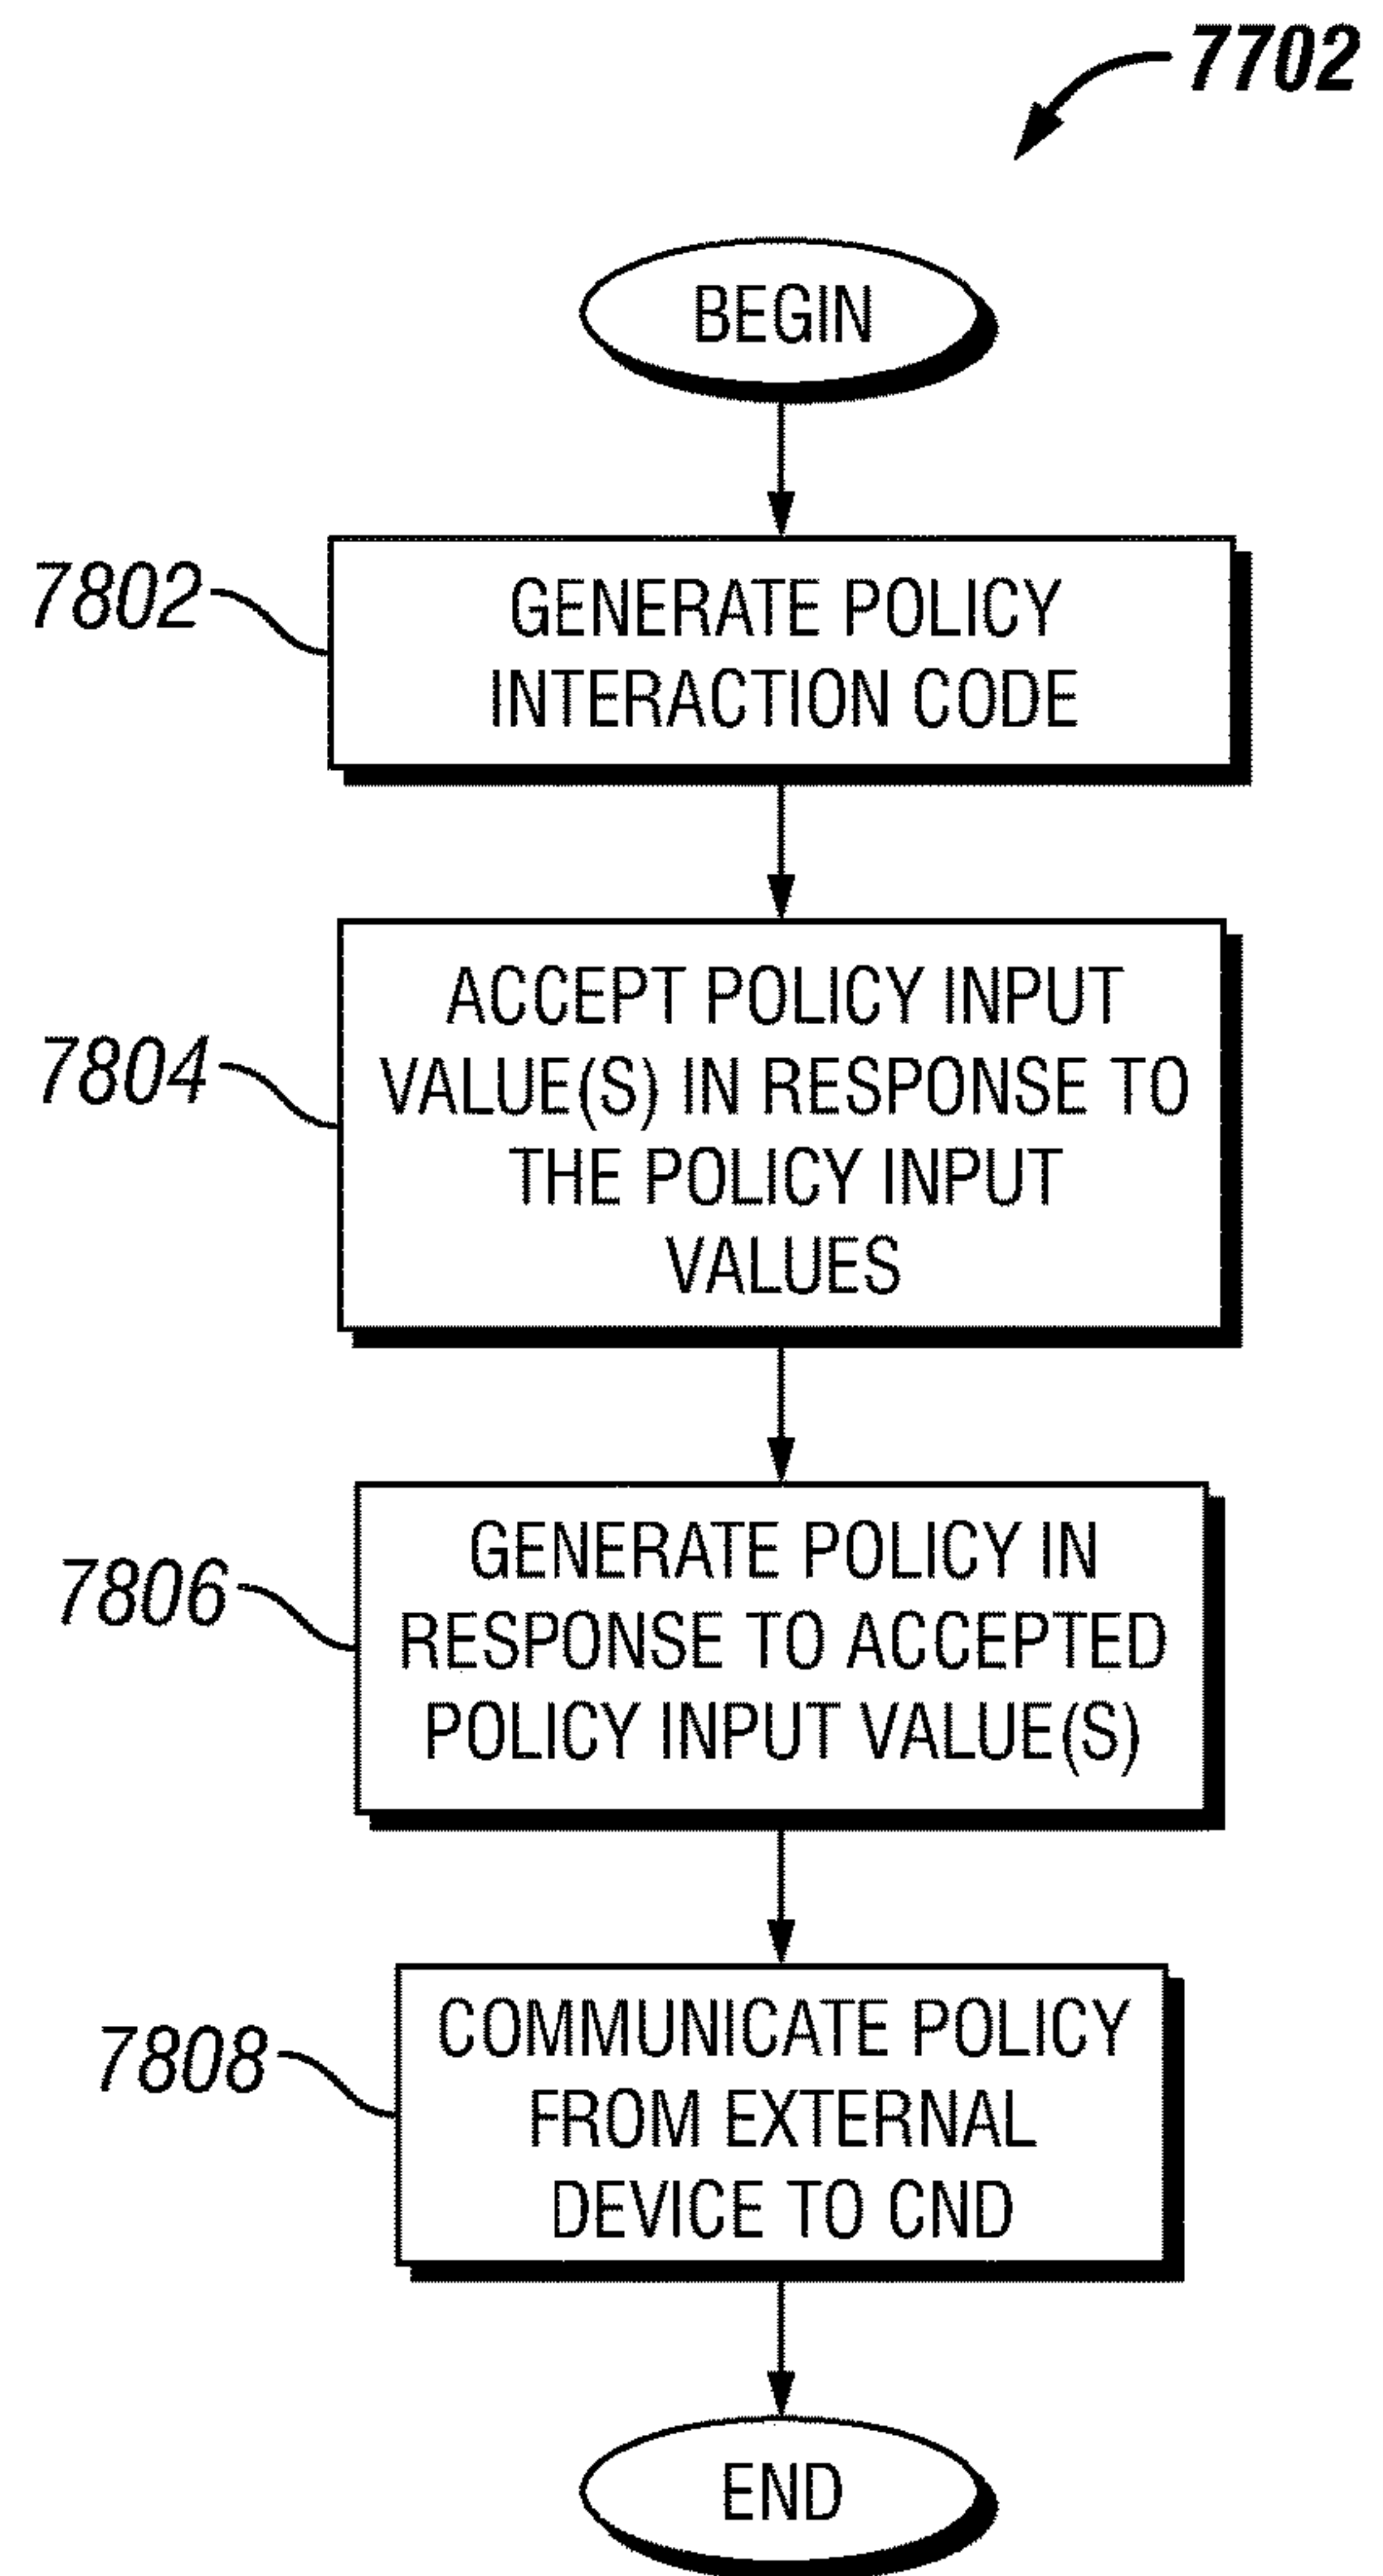 7702
BEGIN
7802
GENERATE POLICY
INTERACTION CODE
7804
ACCEPT POLICY INPUT
VALUE(S) IN RESPONSE TO
THE POLICY INPUT
VALUES
7806
GENERATE POLICY IN
RESPONSE TO ACCEPTED
POLICY INPUT VALUE(S)
7808
COMMUNICATE POLICY
FROM EXTERNAL
DEVICE TO CND
END